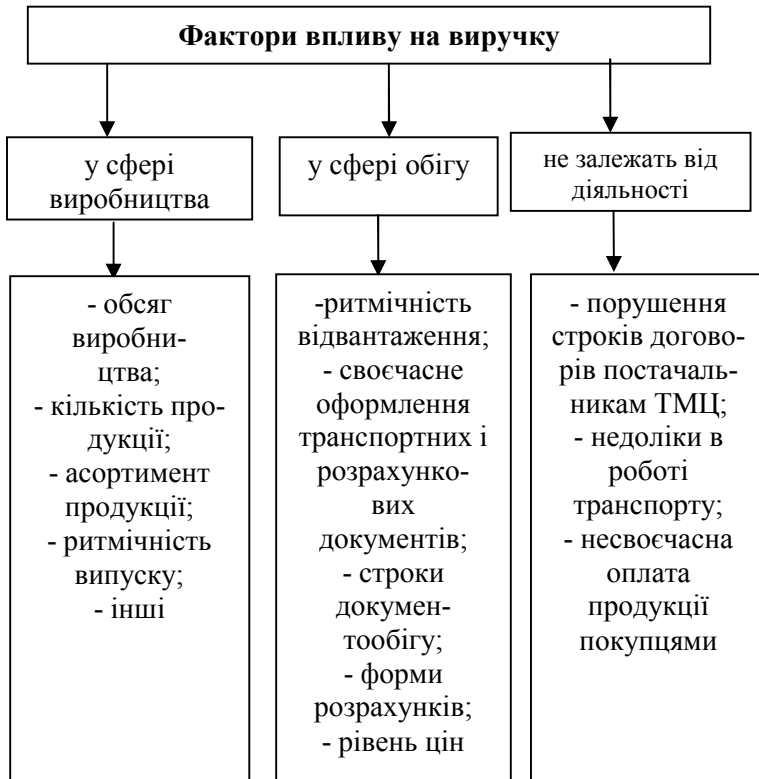 Фактори впливу на виручку
у сфері
виробництва
у сфері обігу
не залежать від
діяльності
- обсяг
виробни-
цтва;
- кількість про-
дукції;
- асортимент
продукції;
- ритмічність
випуску;
- інші
-ритмічність
відвантаження;
- своєчасне
оформлення
транспортних і
розрахунко-
вих
документів;
- строки
докумен-
тообігу;
- форми
розрахунків;
- рівень цін
- порушення
строків догово-
рів постачаль-
никам ТМЦ;
- недоліки в
роботі
транспорту;
- несвоєчасна
оплата
продукції
покупцями